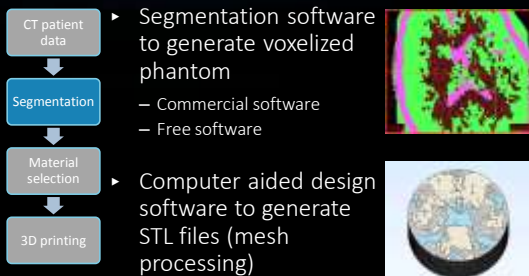 CT patient
data
Segmentation
Material
selection
3D printing
▸ Segmentation software
to generate voxelized
phantom
– Commercial software
– Free software
▸ Computer aided design
software to generate
STL files (mesh
processing)